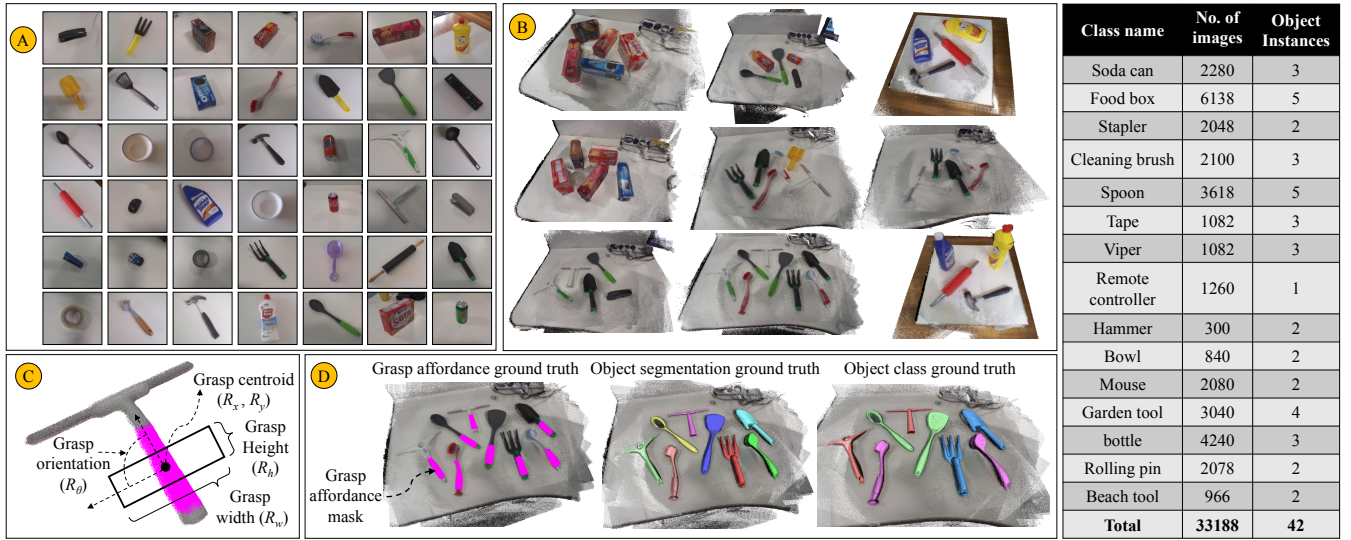 A
B
Class name No. of images Object Instances
Soda can 2280 3
Food box 6138 5
Stapler 2048 2
Cleaning brush 2100 3
Spoon 3618 5
Tape 1082 3
Viper 1082 3
Remote controller 1260 1
Hammer 300 2
Bowl 840 2
Mouse 2080 2
Garden tool 3040 4
bottle 4240 3
Rolling pin 2078 2
Beach tool 966 2
Total 33188 42
C
Grasp centroid
(Rx , Ry)
Grasp
Height
(Rh)
Grasp
orientation
(Rθ)
Grasp
width (Rw)
D
Grasp affordance ground truth
Object segmentation ground truth
Object class ground truth
Grasp
affordance
mask